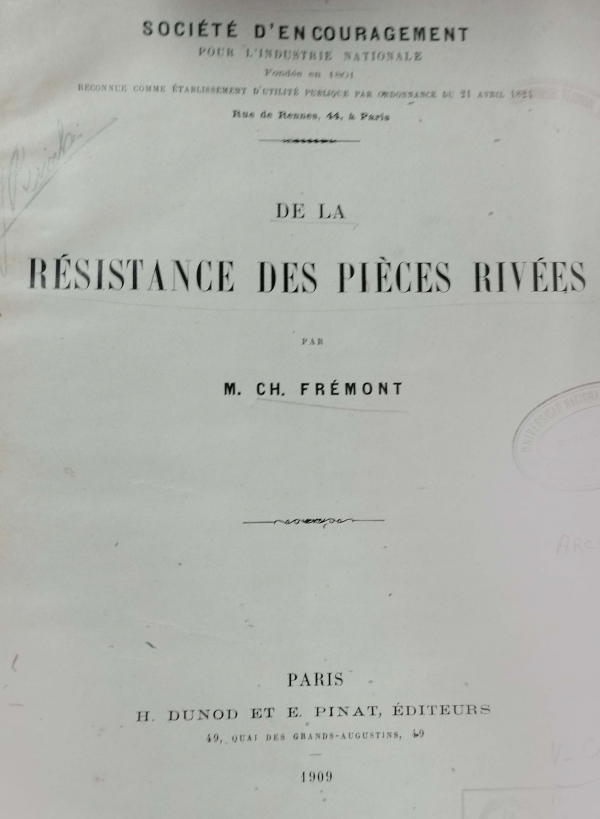 SOCIÉTÉ D'ENCOURAGEMENT
POUR L'INDUSTRIE NATIONALE
Fondée en 1801
RECONNUE COMME ÉTABLISSEMENT D'UTILITÉ PUBLIQUE PAR ORDONNANCE DU 21 AVRIL 1824
Rue de Rennes, 44, à Paris
DE LA
RÉSISTANCE DES PIÈCES RIVÉES
PAR
M. CH. FRÉMONT
ARC
PARIS
H. DUNOD ET E. PINAT, ÉDITEURS
49, QUAI DES GRANDS-AUGUSTINS, 49
1909